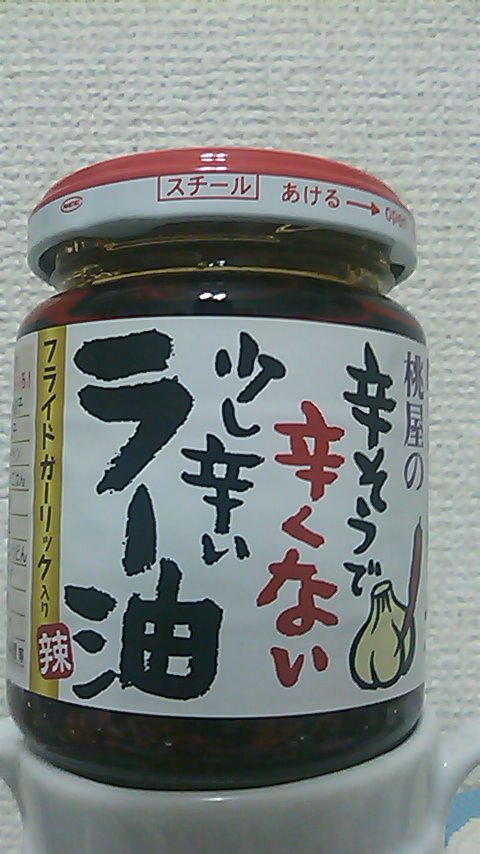 スチール
あける→open
桃屋の
辛そうで
辛くない
少し辛い
ラー油
フライドガーリック入り
辣